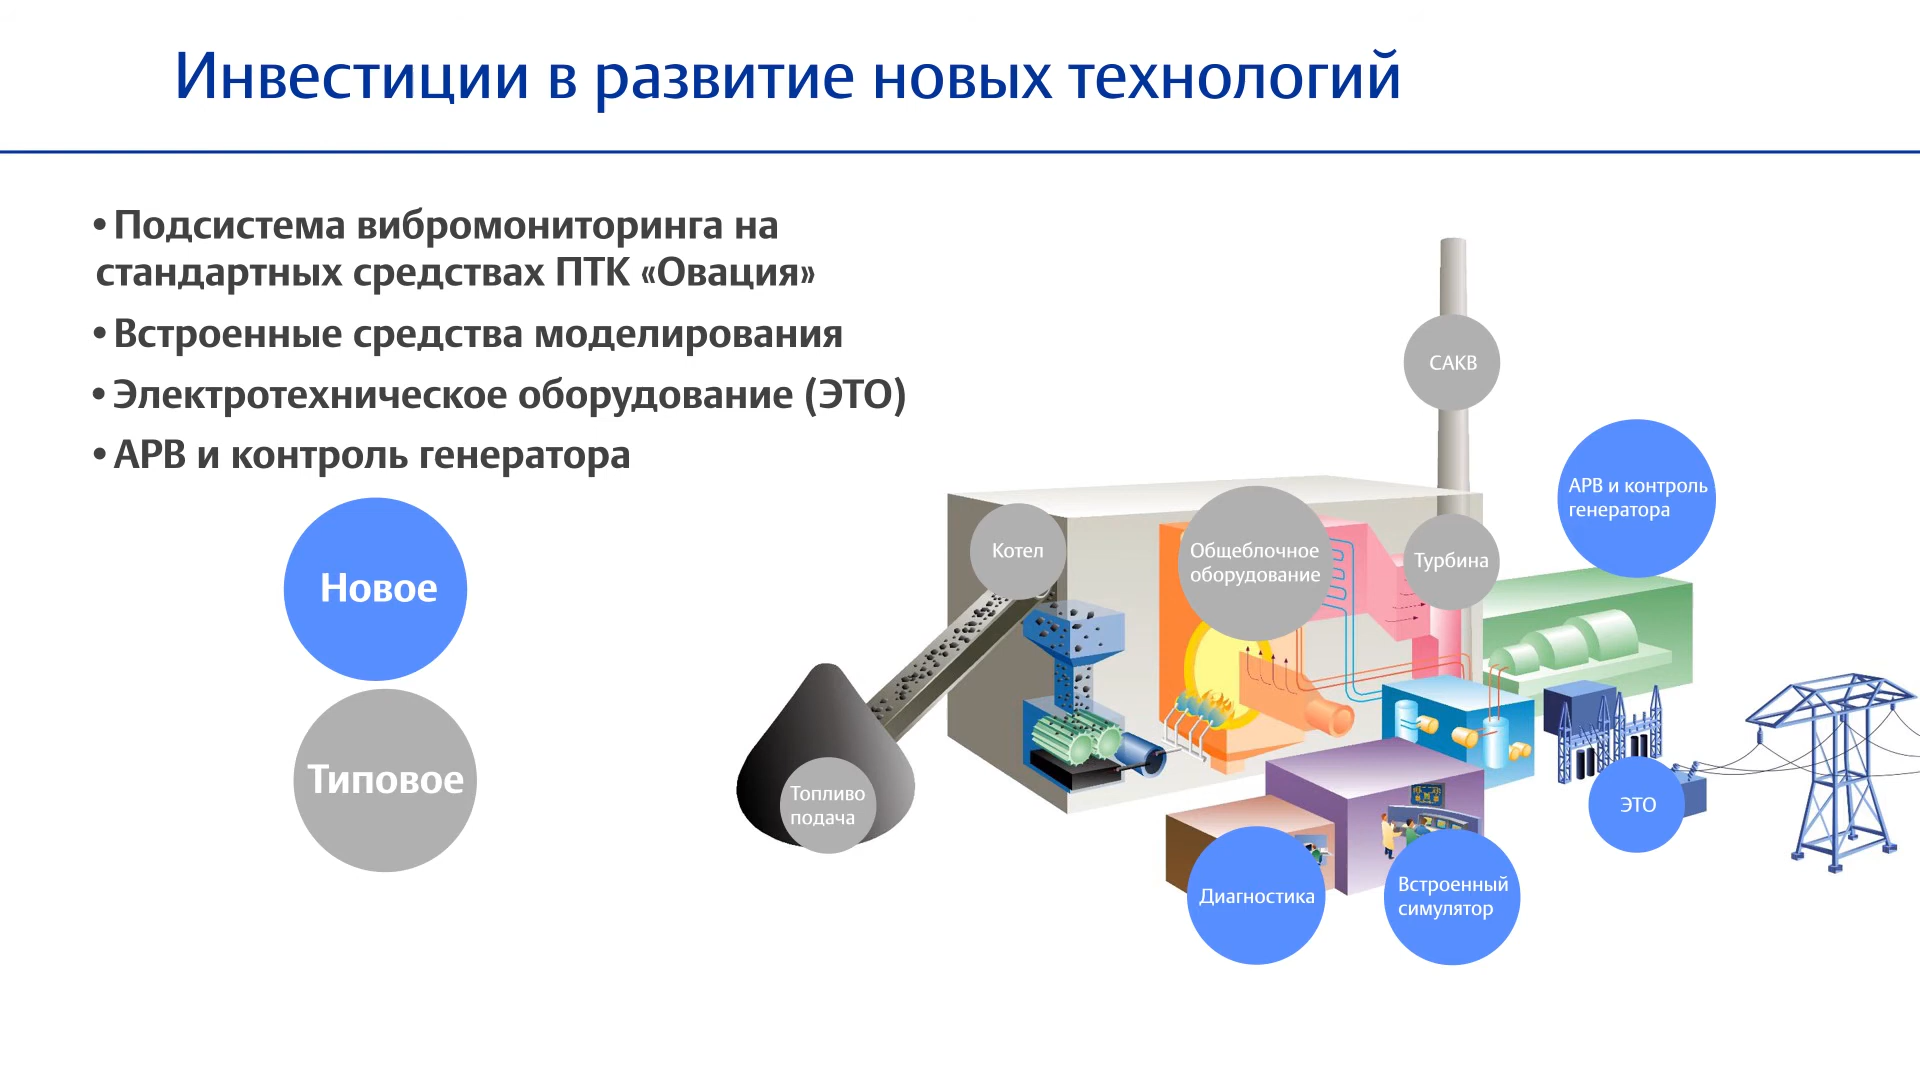 Инвестиции в развитие новых технологий
•Подсистема вибромониторинга на
стандартных средствах ПТК «Овация»
•Встроенные средства моделирования
•Электротехническое оборудование (ЭТО)
•АРВ и контроль генератора
Новое
Типовое
САКВ
АРВ и контроль
генератора
Котел
Общеблочное
оборудование
Турбина
Топливо
подача
ЭТО
Диагностика
Встроенный
симулятор